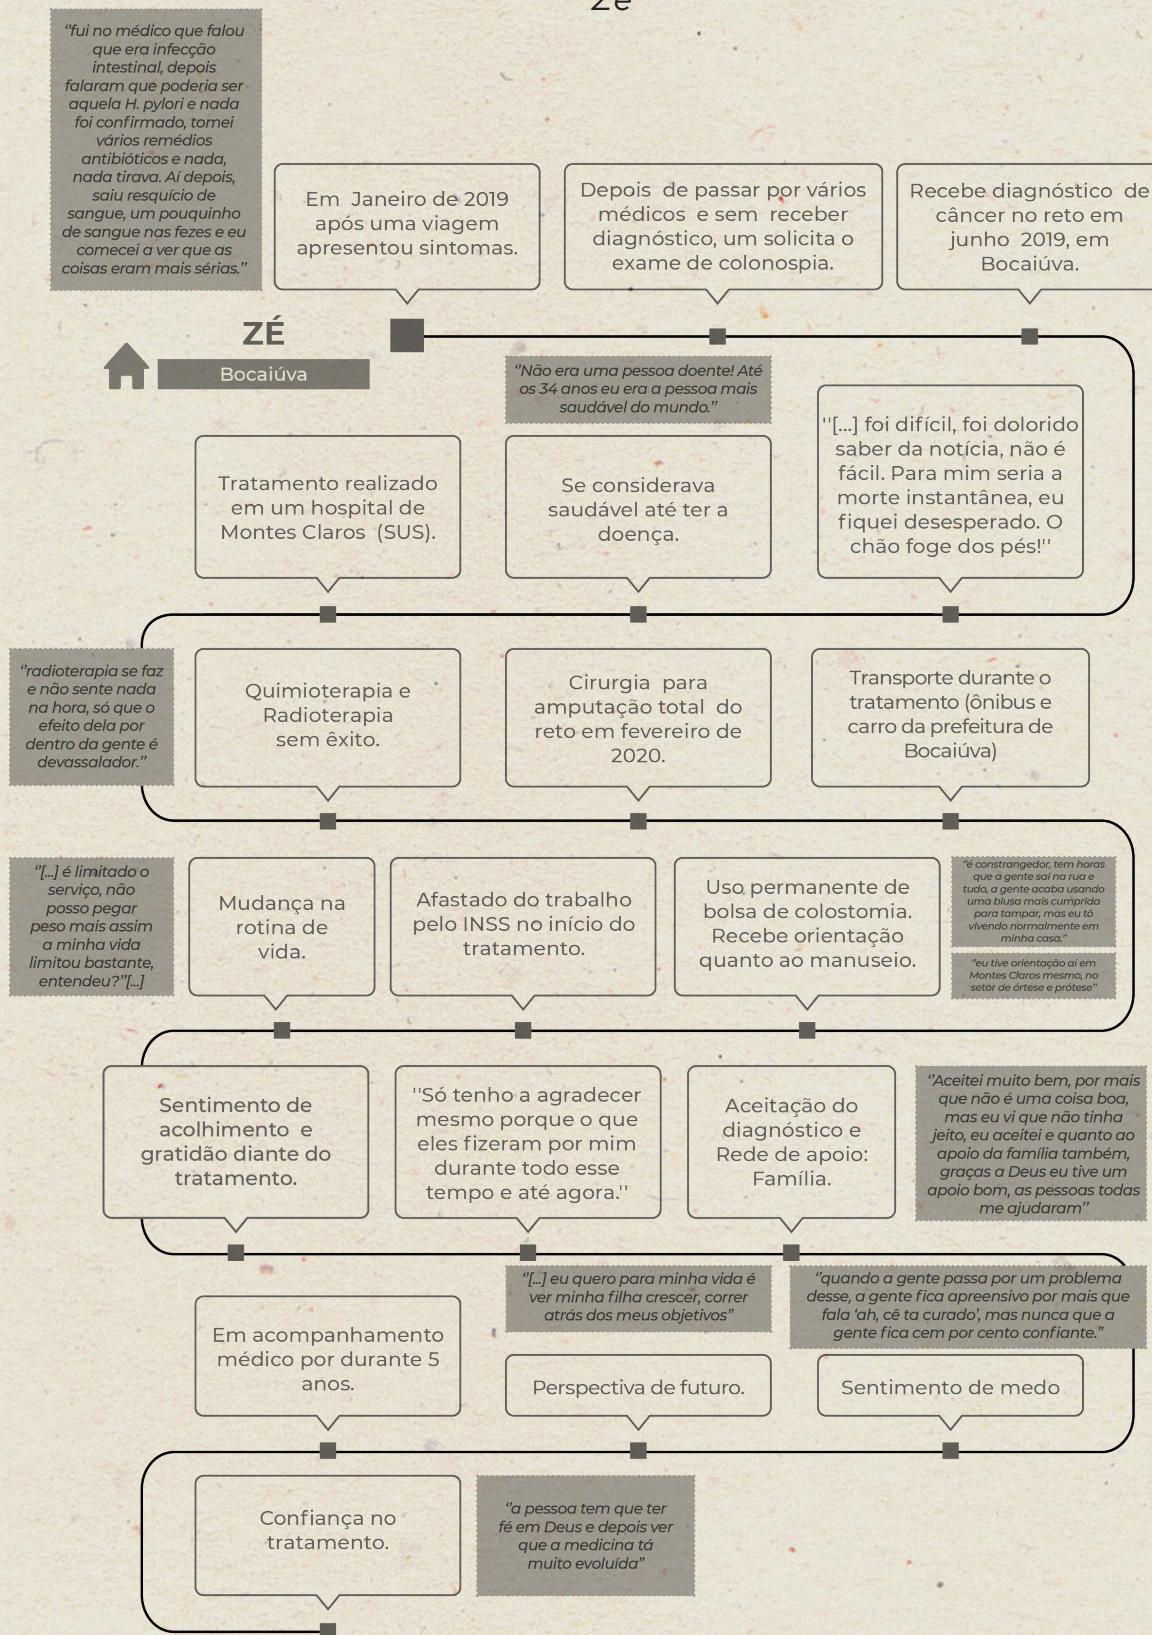 Zé
‘’fui no médico que falou
que era infecção
intestinal, depois
falaram que poderia ser
aquela H. pylori e nada
foi confirmado, tomei
vários remédios
antibióticos e nada,
nada tirava. Aí depois,
saiu resquício de
sangue, um pouquinho
de sangue nas fezes e eu
comecei a ver que as
coisas eram mais sérias.’’
Em Janeiro de 2019
após uma viagem
apresentou sintomas.
Depois de passar por vários
médicos e sem receber
diagnóstico, um solicita o
exame de colonospia.
Recebe diagnóstico de
câncer no reto em
junho 2019, em
Bocaiúva.
ZÉ
Bocaiúva
‘’Não era uma pessoa doente! Até
os 34 anos eu era a pessoa mais
saudável do mundo.’’
Tratamento realizado
em um hospital de
Montes Claros (SUS).
Se considerava
saudável até ter a
doença.
''[...] foi difícil, foi dolorido
saber da notícia, não é
fácil. Para mim seria a
morte instantânea, eu
fiquei desesperado. O
chão foge dos pés!''
‘’radioterapia se faz
e não sente nada
na hora, só que o
efeito dela por
dentro da gente é
devassalador.’’
Quimioterapia e
Radioterapia
sem êxito.
Cirurgia para
amputação total do
reto em fevereiro de
2020.
Transporte durante o
tratamento (ônibus e
carro da prefeitura de
Bocaiúva)
‘’[...] é limitado o
serviço, não
posso pegar
peso mais assim
a minha vida
limitou bastante,
entendeu?’’[...]
Mudança na
rotina de
vida.
Afastado do trabalho
pelo INSS no início do
tratamento.
Uso permanente de
bolsa de colostomia.
Recebe orientação
quanto ao manuseio.
‘’é constrangedor, tem horas
que a gente sai na rua e
tudo, a gente acaba usando
uma blusa mais cumprida
para tampar, mas eu tô
vivendo normalmente em
minha casa.’’
‘’eu tive orientação aí em
Montes Claros mesmo, no
setor de órtese e prótese’’
Sentimento de
acolhimento e
gratidão diante do
tratamento.
''Só tenho a agradecer
mesmo porque o que
eles fizeram por mim
durante todo esse
tempo e até agora.''
Aceitação do
diagnóstico e
Rede de apoio:
Família.
‘’Aceitei muito bem, por mais
que não é uma coisa boa,
mas eu vi que não tinha
jeito, eu aceitei e quanto ao
apoio da família também,
graças a Deus eu tive um
apoio bom, as pessoas todas
me ajudaram’’
Em acompanhamento
médico por durante 5
anos.
‘’[...] eu quero para minha vida é
ver minha filha crescer, correr
atrás dos meus objetivos’’
Perspectiva de futuro.
‘’quando a gente passa por um problema
desse, a gente fica apreensivo por mais que
fala ‘ah, cê ta curado’, mas nunca que a
gente fica cem por cento confiante.’’
Sentimento de medo
Confiança no
tratamento.
‘’a pessoa tem que ter
fé em Deus e depois ver
que a medicina tá
muito evoluída’’